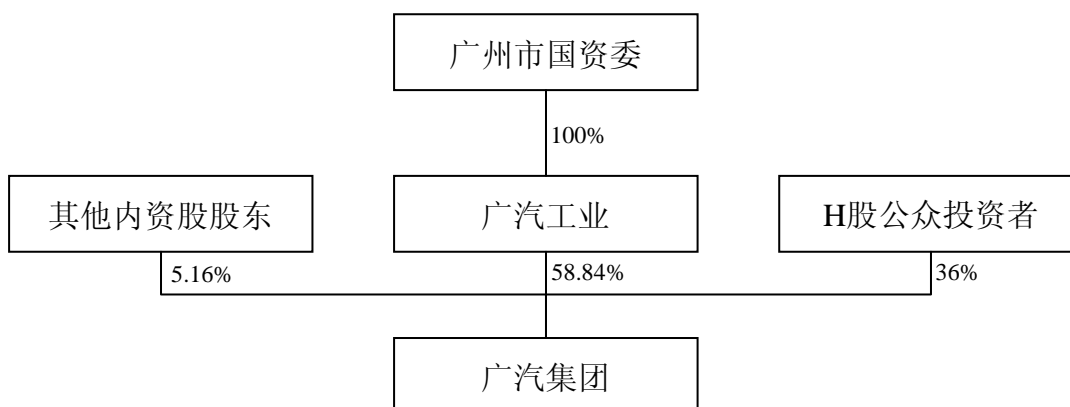 广州市国资委
100%
其他内资股股东
广汽工业
H股公众投资者
5.16%
58.84%
36%
广汽集团